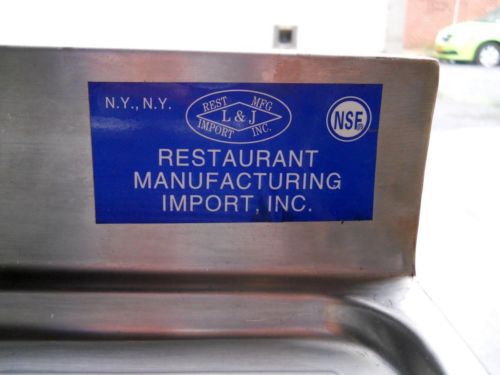 N.Y., N.Y.
REST MFG
L & J
IMPORT INC.
NSF
RESTAURANT
MANUFACTURING
IMPORT, INC.